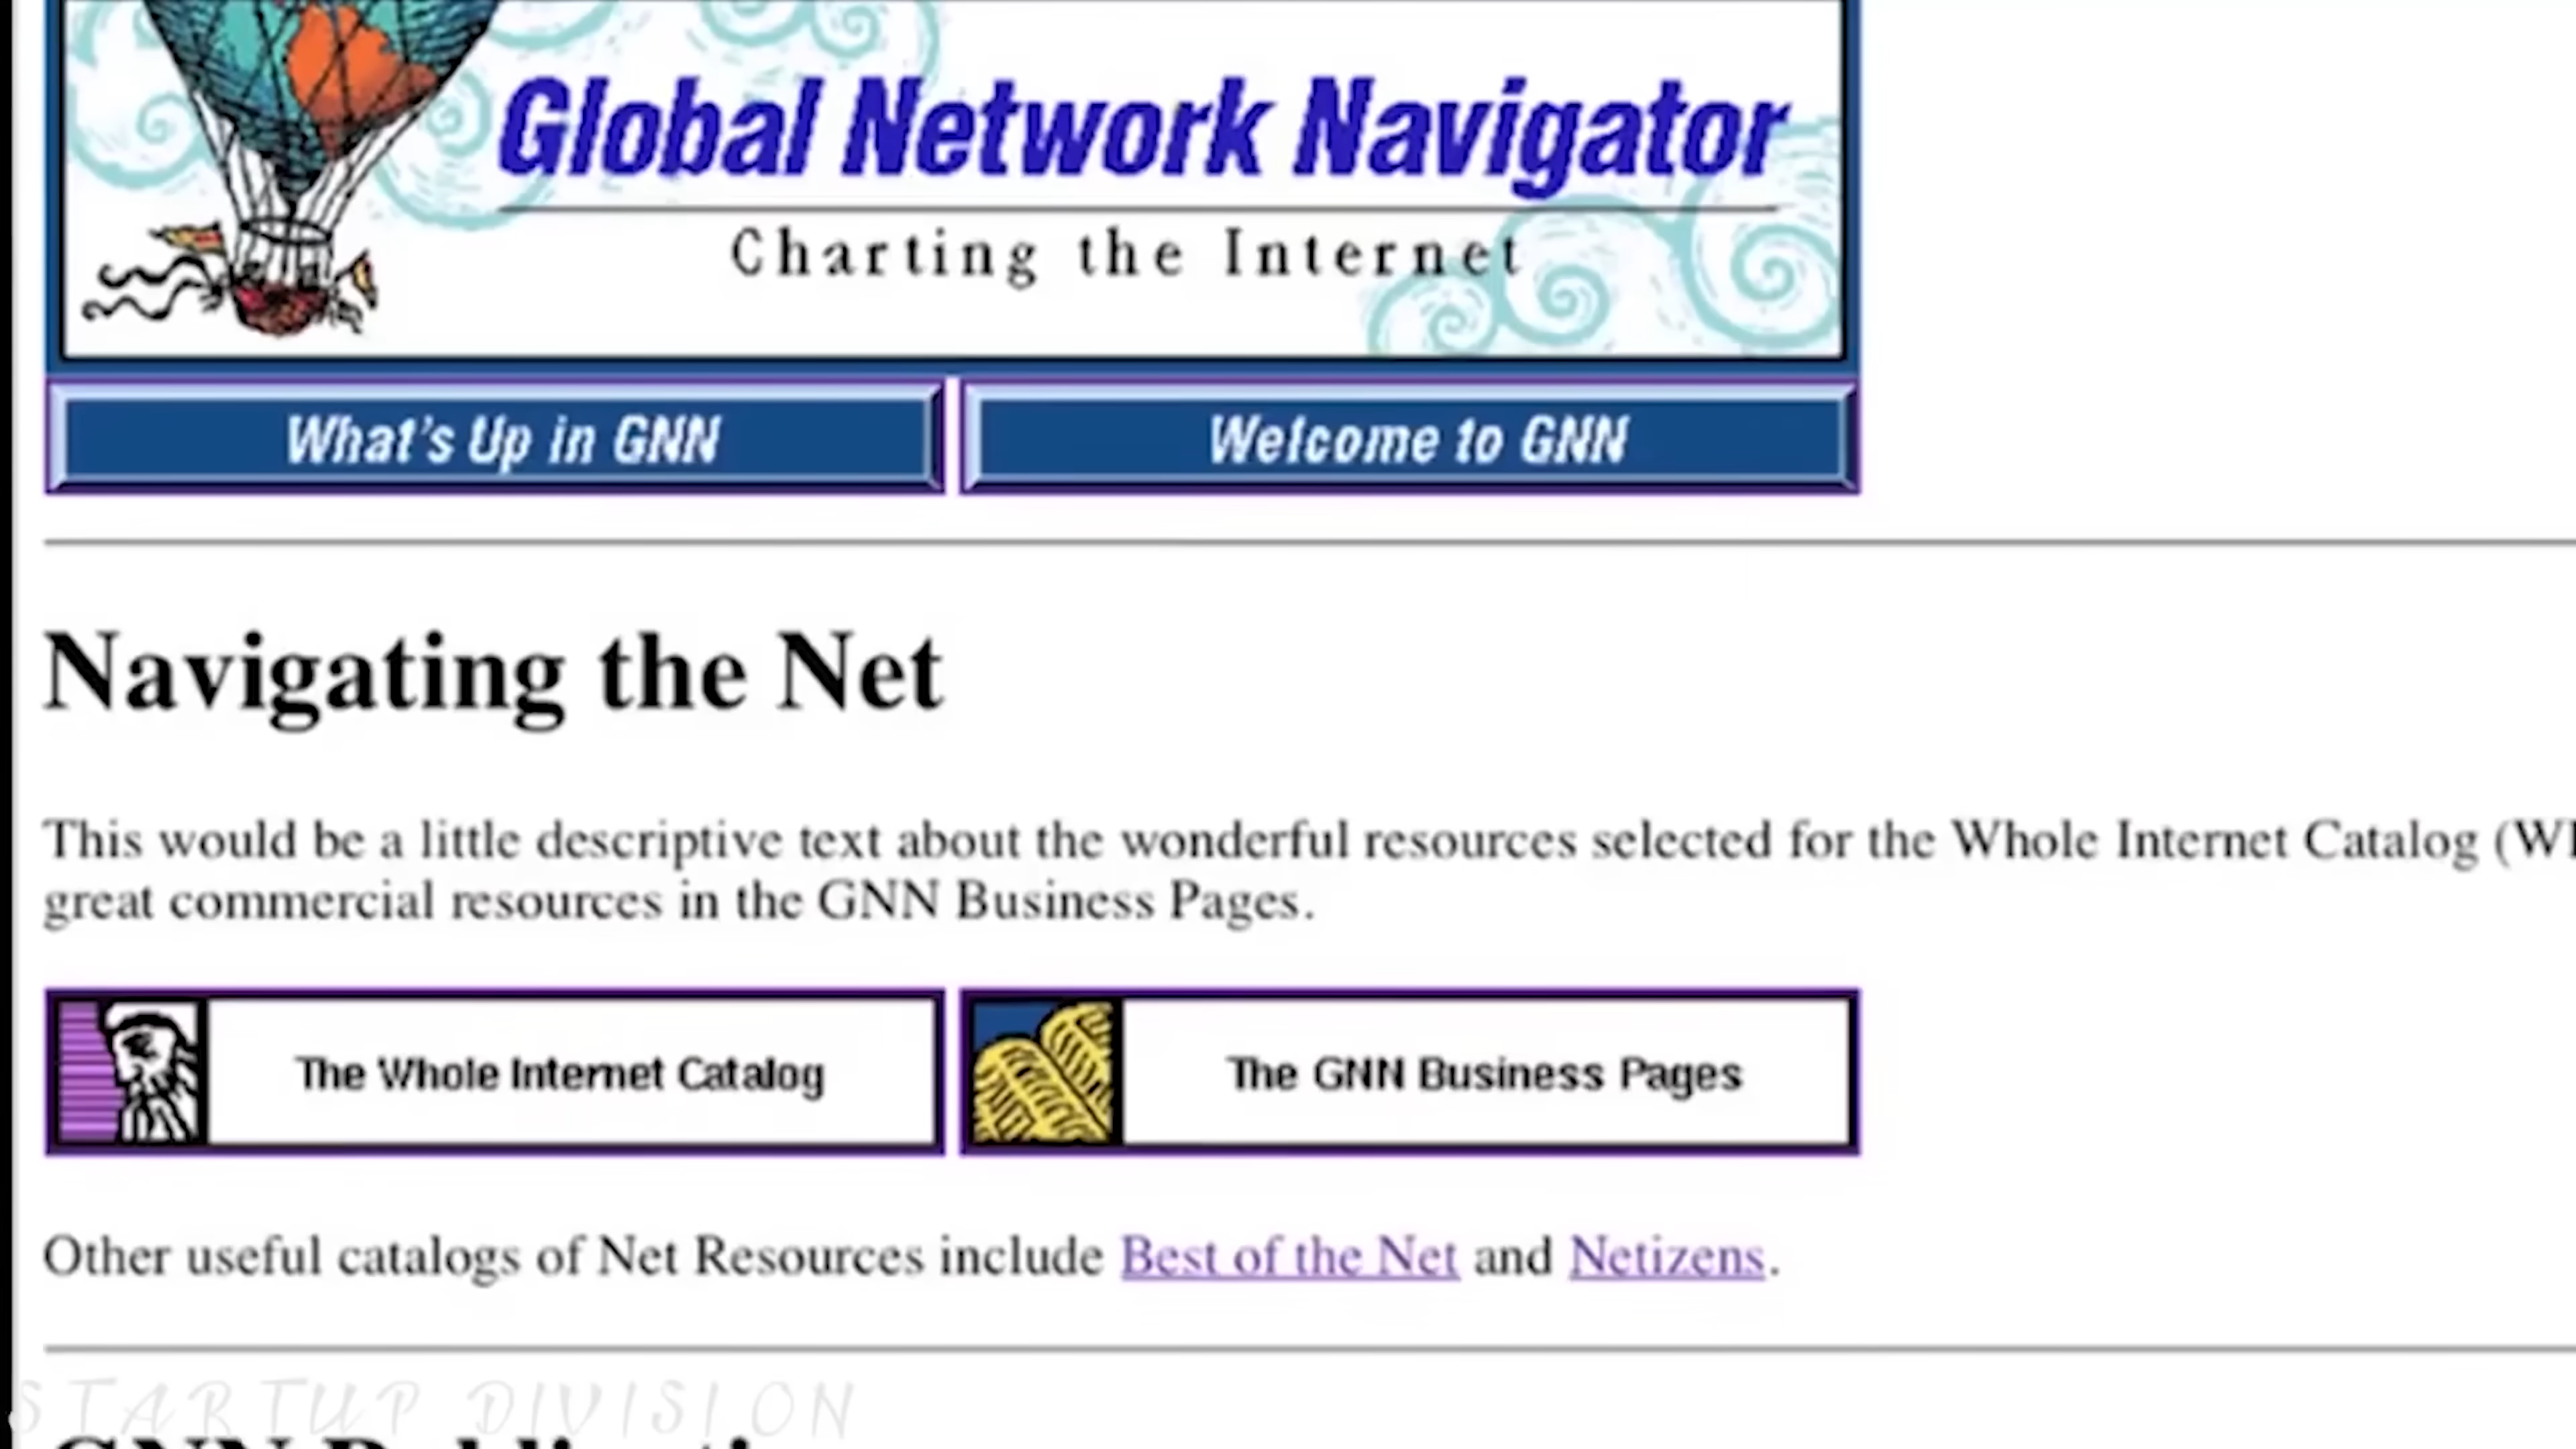 Global Network Navigator
Charting the Internet
What's Up in GNN
Welcome to GNN
Navigating the Net
This would be a little descriptive text about the wonderful resources selected for the Whole Internet Catalog
great commercial resources in the GNN Business Pages.
The Whole Internet Catalog
The GNN Business Pages
Other useful catalogs of Net Resources include Best of the Net and Netizens.
STARTUP DIVISION
GNN